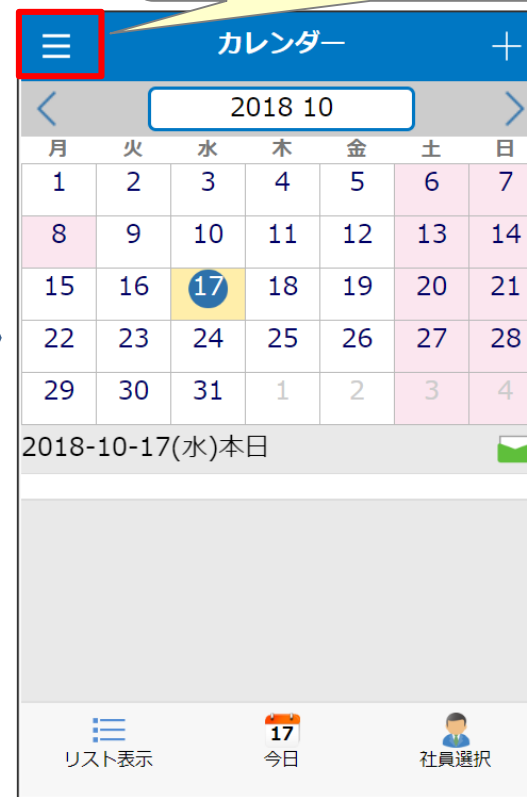 カレンダー
2018 10
月 火 水 木 金 土 日
1 2 3 4 5 6 7
8 9 10 11 12 13 14
15 16 17 18 19 20 21
22 23 24 25 26 27 28
29 30 31 1 2 3 4
2018-10-17(水)本日
17
リスト表示 今日 社員選択